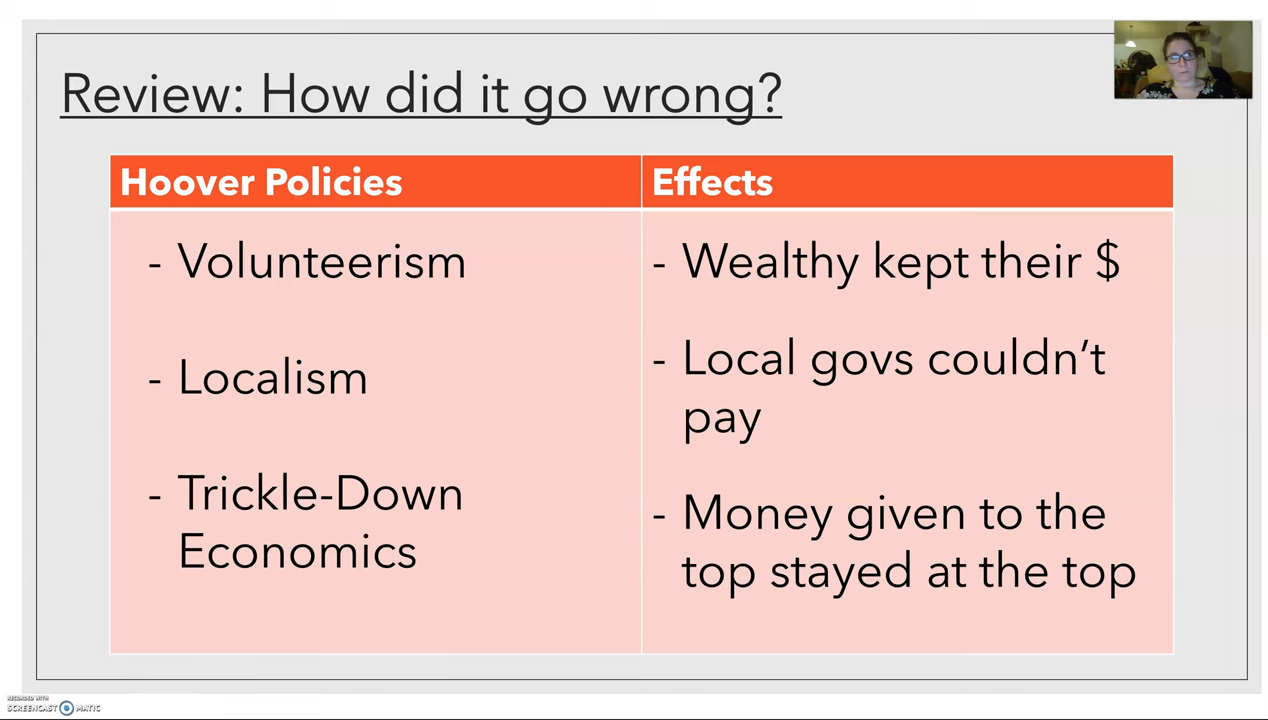 Review: How did it go wrong?
Hoover Policies
Effects
- Volunteerism
- Localism
- Trickle-Down
Economics
- Wealthy kept their $
- Local govs couldn’t
pay
- Money given to the
top stayed at the top
RECORDED WITH
SCREENCAST MATIC